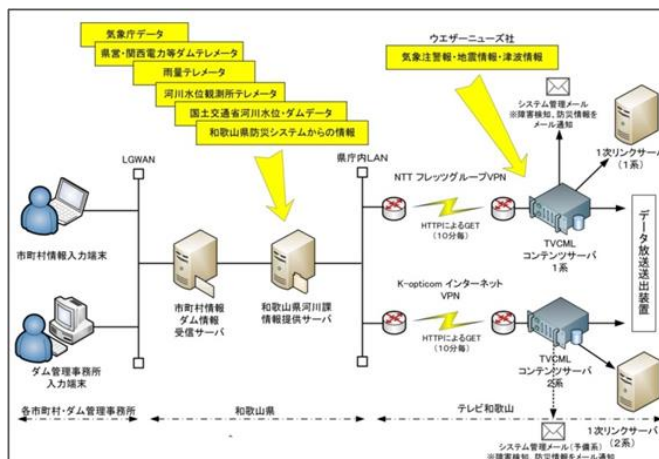 気象庁データ
県営・関西電力等ダムテレメータ
雨量テレメータ
河川水位観測所テレメータ
国土交通省河川水位・ダムデータ
和歌山県防災システムからの情報
ウエザーニューズ社
気象注警報・地震情報・津波情報
システム管理メール
※障害検知、防災情報を
メール通知
1次リンクサーバ
(1系)
LGWAN
県庁内LAN
NTT フレッツグループVPN
HTTPによるGET
(10分毎)
TVCML
コンテンツサーバ
1系
市町村情報入力端末
市町村情報
ダム情報
受信サーバ
和歌山県河川課
情報提供サーバ
K-opticom インターネット
VPN
HTTPによるGET
(10分毎)
TVCML
コンテンツサーバ
2系
データ放送送出装置
ダム管理事務所
入力端末
各市町村・ダム管理事務所
和歌山県
テレビ和歌山
1次リンクサーバ
(2系)
システム管理メール(予備系)
※障害検知、防災情報をメール通知